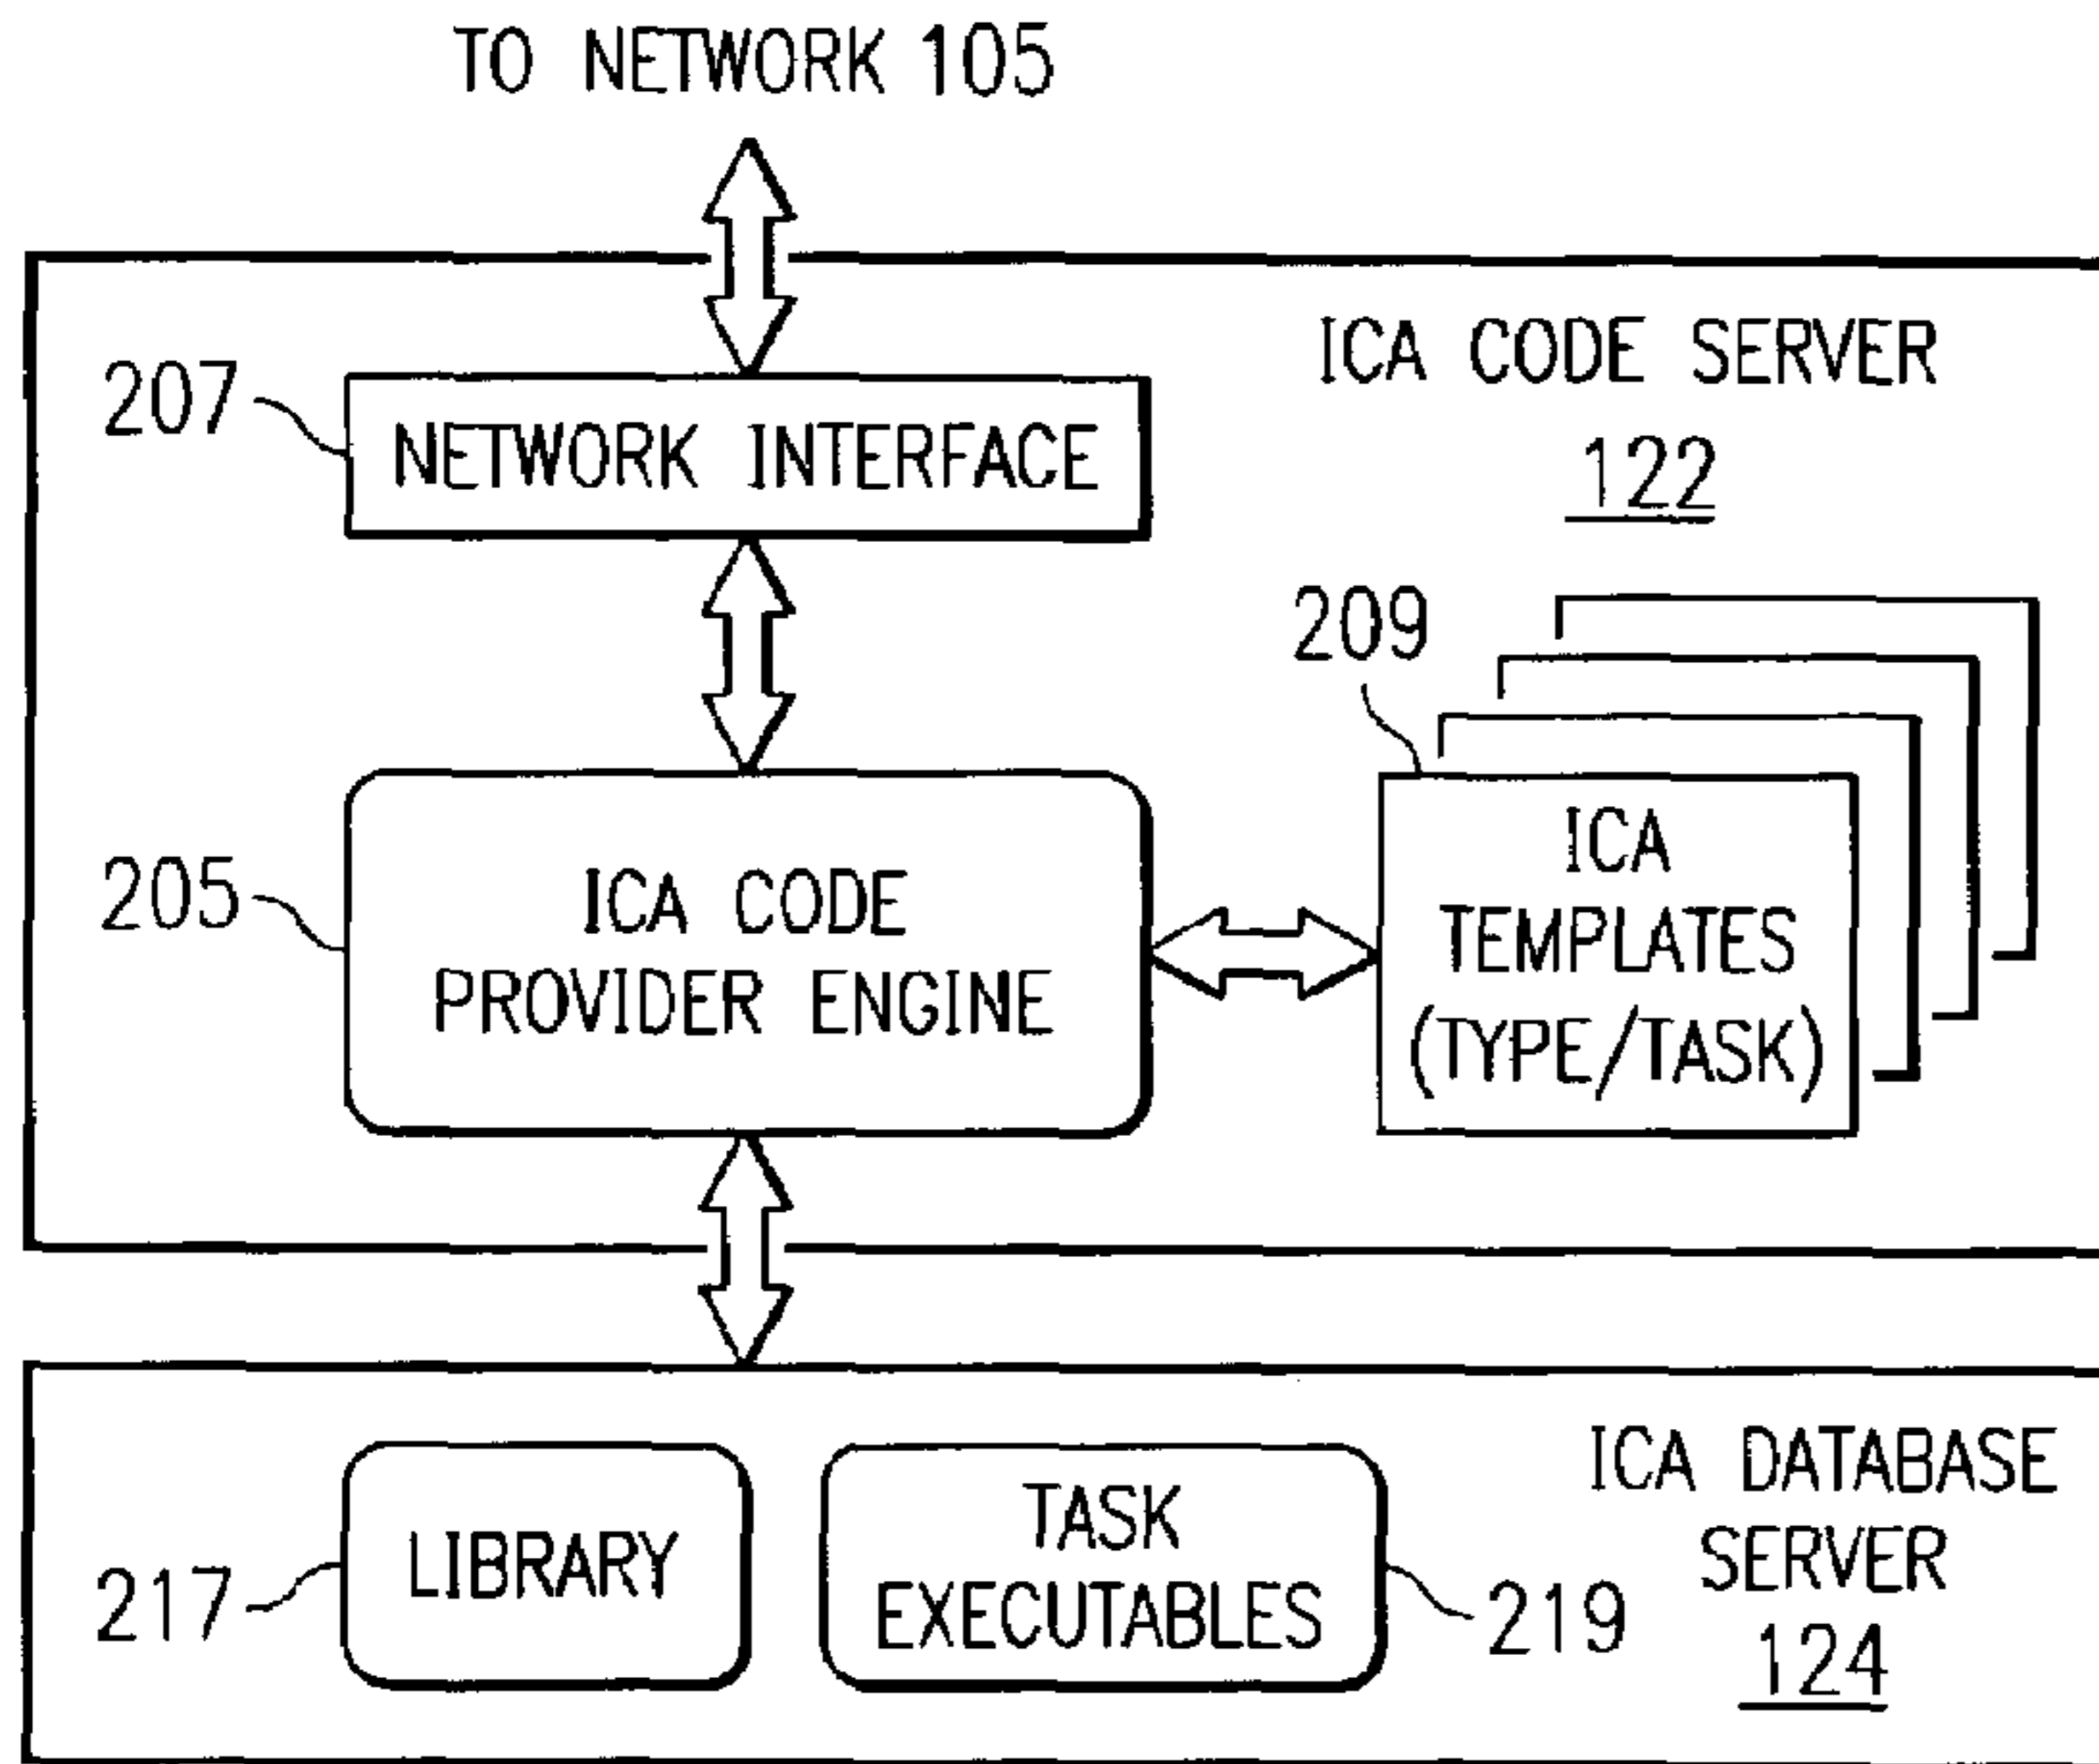 TO NETWORK 105
ICA CODE SERVER
122
207
NETWORK INTERFACE
209
205
ICA CODE
PROVIDER ENGINE
ICA
TEMPLATES
(TYPE/TASK)
ICA DATABASE
SERVER
124
217
LIBRARY
TASK
EXECUTABLES
219